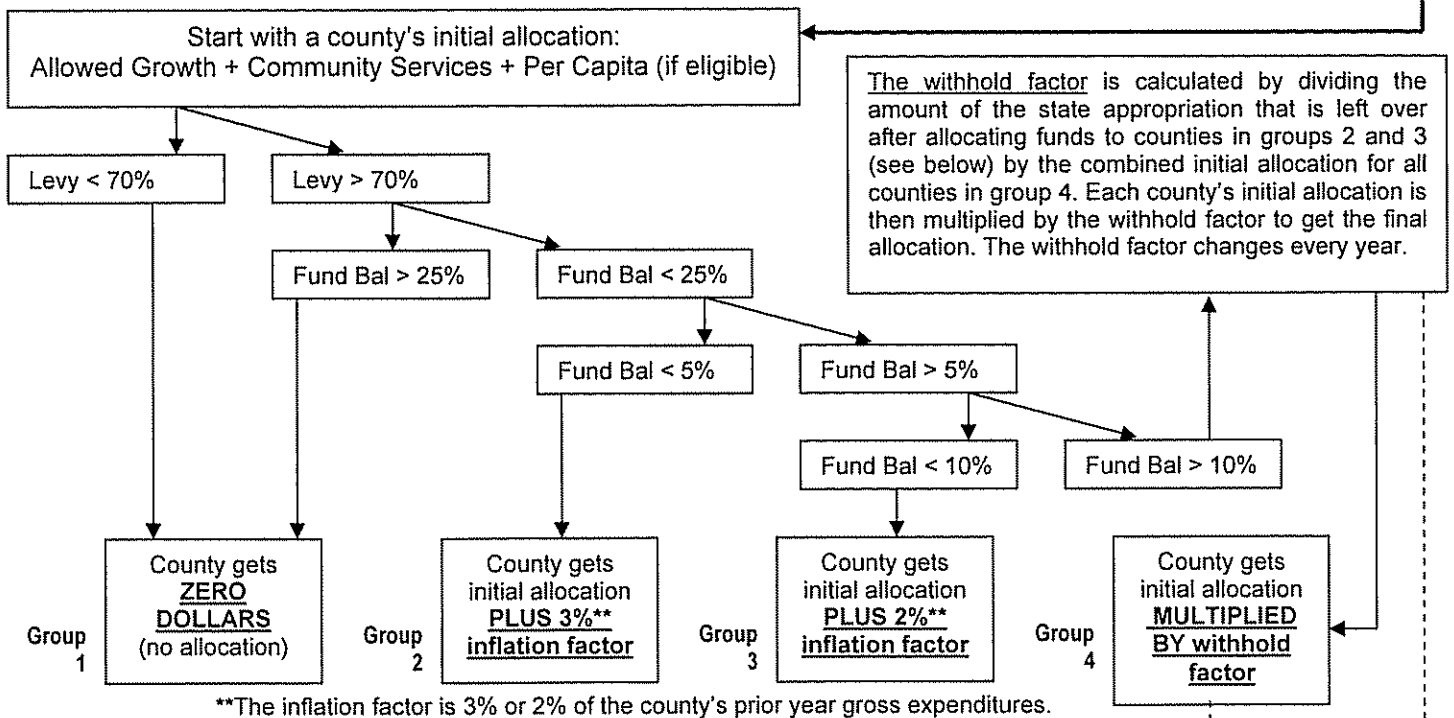 Start with a county's initial allocation:
Allowed Growth + Community Services + Per Capita (if eligible)
The withhold factor is calculated by dividing the
amount of the state appropriation that is left over
after allocating funds to counties in groups 2 and 3
(see below) by the combined initial allocation for all
counties in group 4. Each county's initial allocation is
then multiplied by the withhold factor to get the final
allocation. The withhold factor changes every year.
Levy < 70%
Levy > 70%
Fund Bal > 25%
Fund Bal < 25%
Fund Bal < 5%
Fund Bal > 5%
Fund Bal < 10%
Fund Bal > 10%
Group
1
County gets
ZERO
DOLLARS
(no allocation)
Group
2
County gets
initial allocation
PLUS 3%**
inflation factor
Group
3
County gets
initial allocation
PLUS 2%**
inflation factor
Group
4
County gets
initial allocation
MULTIPLIED
BY withhold
factor
**The inflation factor is 3% or 2% of the county's prior year gross expenditures.